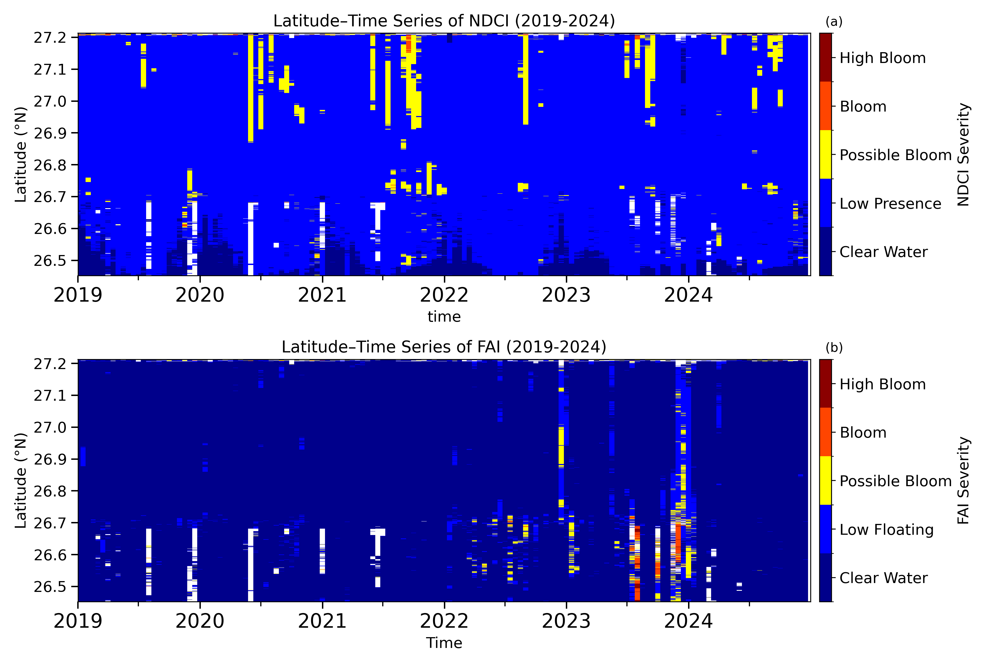 Latitude–Time Series of NDCI (2019-2024)
(a)
27.2
27.1
27.0
26.9
26.8
26.7
26.6
26.5
Latitude (°N)
2019 2020 2021 2022 2023 2024
time
High Bloom
Bloom
Possible Bloom
Low Presence
Clear Water
NDCI Severity
Latitude–Time Series of FAI (2019-2024)
(b)
27.2
27.1
27.0
26.9
26.8
26.7
26.6
26.5
Latitude (°N)
2019 2020 2021 2022 2023 2024
Time
High Bloom
Bloom
Possible Bloom
Low Floating
Clear Water
FAI Severity